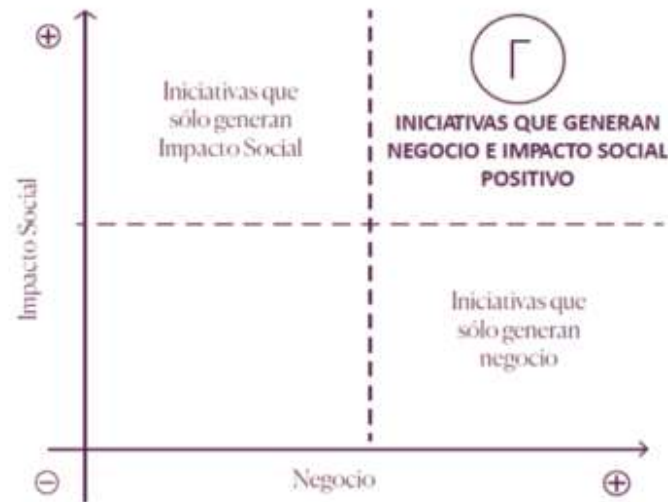 Iniciativas que
sólo generan
Impacto Social
INICIATIVAS QUE GENERAN
NEGOCIO E IMPACTO SOCIAL
POSITIVO
Impacto Social
Iniciativas que
sólo generan
negocio
Negocio